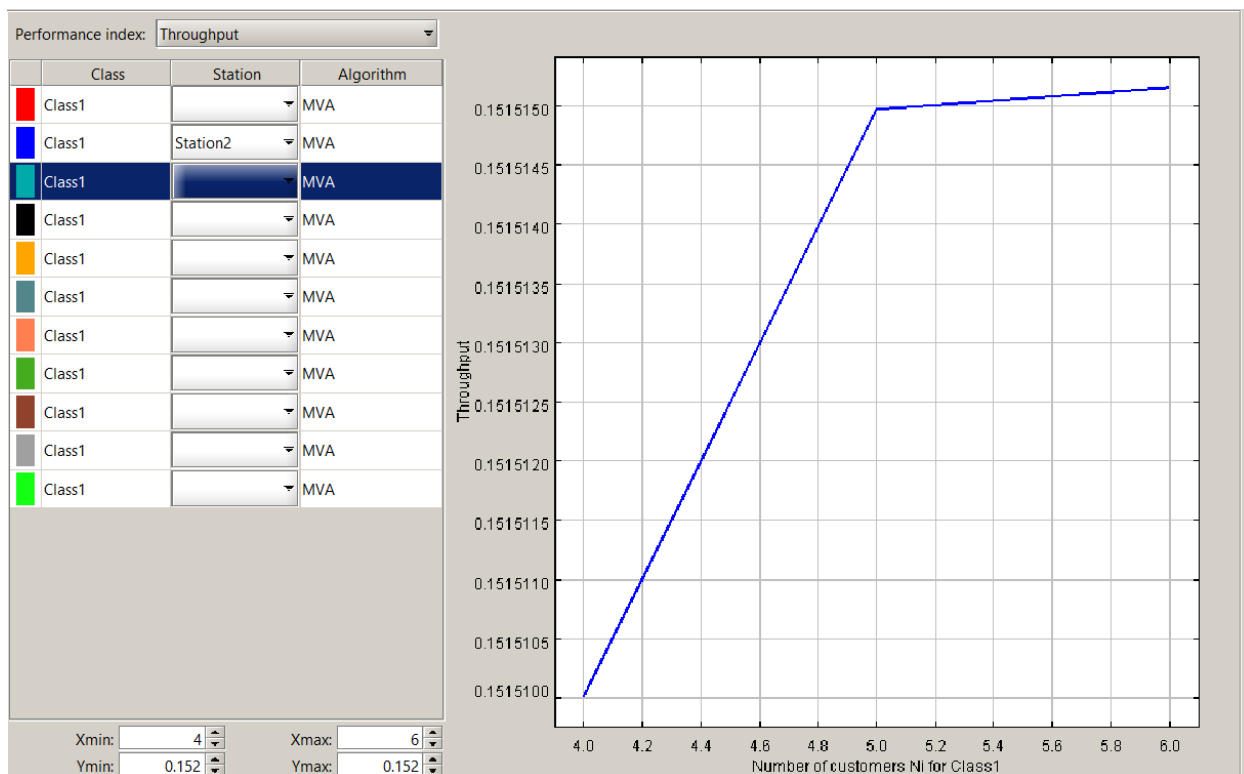 Performance index: Throughput
Class Station Algorithm
Class1 MVA
Class1 Station2 MVA
Class1 MVA
Class1 MVA
Class1 MVA
Class1 MVA
Class1 MVA
Class1 MVA
Class1 MVA
Class1 MVA
Class1 MVA
Xmin: 4 Xmax: 6
Ymin: 0.152 Ymax: 0.152
Throughput
0.1515150
0.1515145
0.1515140
0.1515135
0.1515130
0.1515125
0.1515120
0.1515115
0.1515110
0.1515105
0.1515100
4.0 4.2 4.4 4.6 4.8 5.0 5.2 5.4 5.6 5.8 6.0
Number of customers Ni for Class1